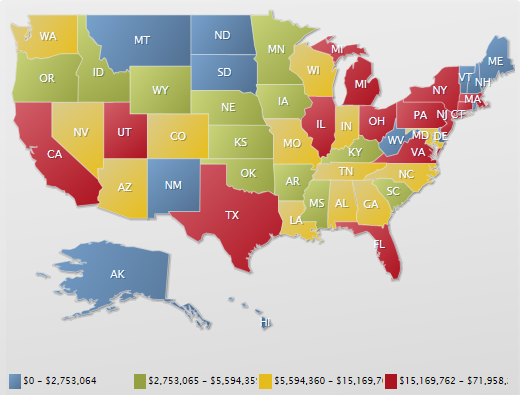 WA
MT
ND
MN
MI
ME
OR
ID
SD
WI
VT
NH
WY
MI
NY
MA
IA
NE
PA
NJ
CT
NV
UT
CO
IL
IN
OH
MD
DE
CA
KS
MO
WV
VA
KY
AZ
NM
OK
AR
TN
NC
SC
TX
MS
AL
GA
LA
FL
AK
HI
$0 – $2,753,064
$2,753,065 – $5,594,35
$5,594,360 – $15,169,7
$15,169,762 – $71,958,